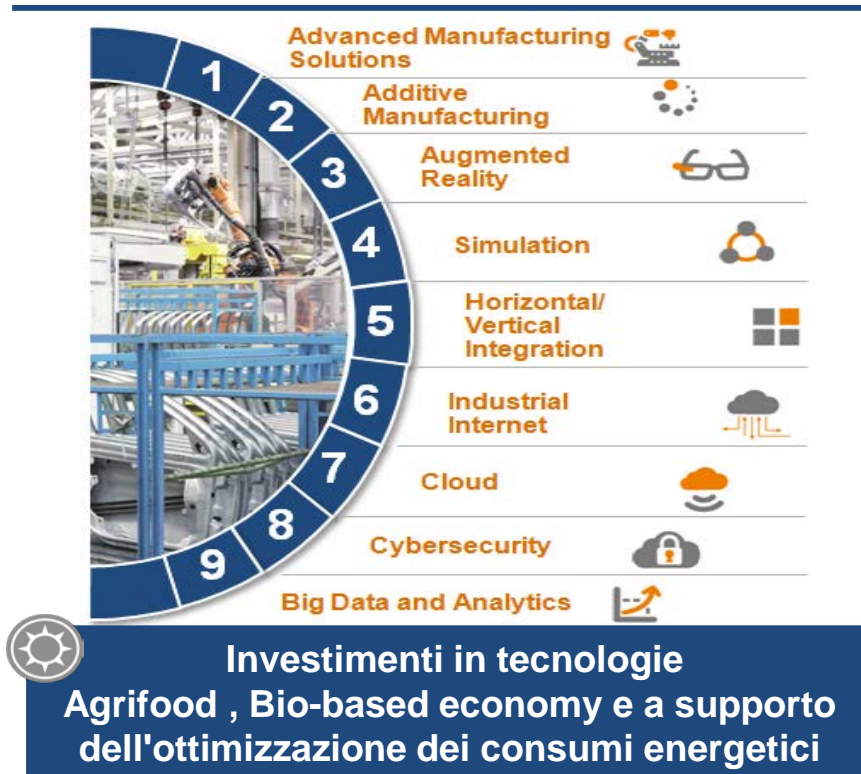 1
Advanced Manufacturing
Solutions
2
Additive
Manufacturing
3
Augmented
Reality
4
Simulation
5
Horizontal/
Vertical
Integration
6
Industrial
Internet
7
Cloud
8
Cybersecurity
9
Big Data and Analytics
Investimenti in tecnologie
Agrifood , Bio-based economy e a supporto
dell'ottimizzazione dei consumi energetici